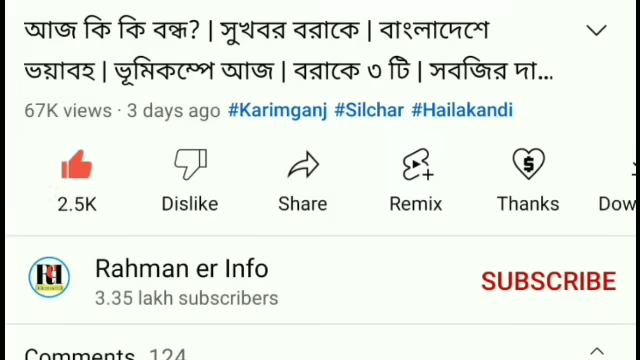 আজ কি কি বন্ধ? | সুখবর বরাকে | বাংলাদেশে
ভয়াবহ | ভূমিকম্পে আজ | বরাকে ৩ টি | সবজির দা...
67K views · 3 days ago #Karimganj #Silchar #Hailakandi
2.5K Dislike Share Remix Thanks Dow
Rahman er Info
SUBSCRIBE
3.35 lakh subscribers
Comments 124